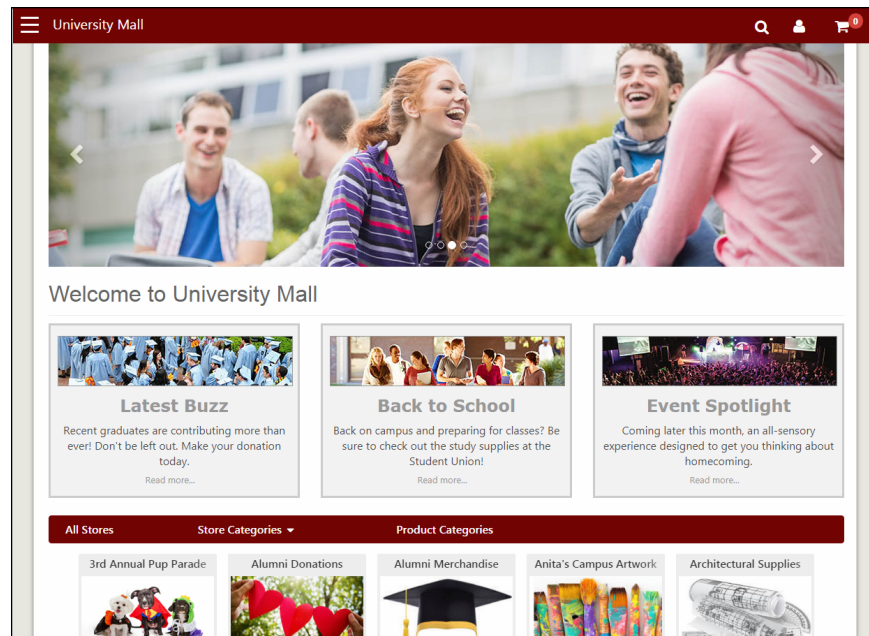 University Mall
0
Welcome to University Mall
Latest Buzz
Recent graduates are contributing more than
ever! Don't be left out. Make your donation
today.
Read more...
Back to School
Back on campus and preparing for classes? Be
sure to check out the study supplies at the
Student Union!
Read more...
Event Spotlight
Coming later this month, an all-sensory
experience designed to get you thinking about
homecoming.
Read more...
All Stores Store Categories Product Categories
3rd Annual Pup Parade
Alumni Donations
Alumni Merchandise
Anita's Campus Artwork
Architectural Supplies